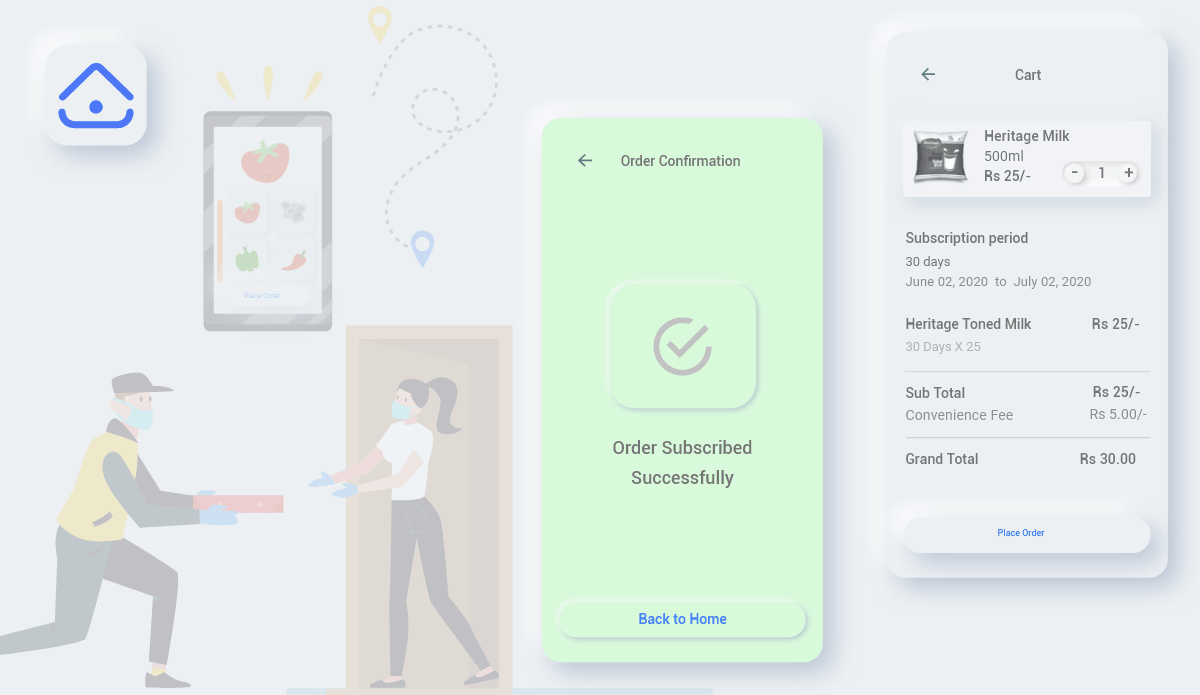 Place Order
Order Confirmation
Order Subscribed
Successfully
Back to Home
Cart
Heritage Milk
500ml
Rs 25/-
- 1 +
Subscription period
30 days
June 02, 2020 to July 02, 2020
Heritage Toned Milk Rs 25/-
30 Days X 25
Sub Total Rs 25/-
Convenience Fee Rs 5.00/-
Grand Total Rs 30.00
Place Order